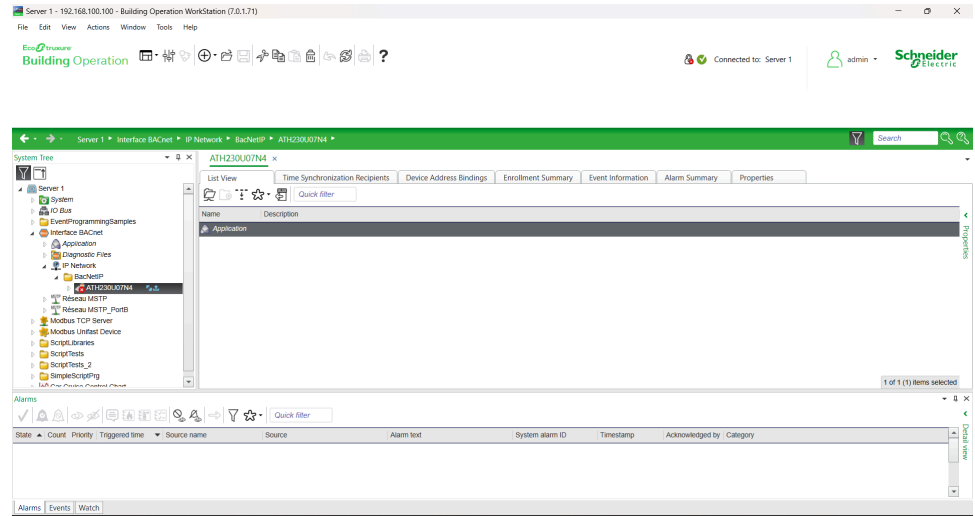 Server 1 - 192.168.100.100 - Building Operation WorkStation (7.0.1.71)
File Edit View Actions Window Tools Help
EcoStruxure
Building Operation
Connected to: Server 1
admin
Schneider
Electric
Server 1 Interface BACnet IP Network BacNetIP ATH230U07N4
Search
System Tree
ATH230U07N4
List View Time Synchronization Recipients Device Address Bindings Enrollment Summary Event Information Alarm Summary Properties
Quick filter
Name Description
Application
Server 1
System
IO Bus
EventProgrammingSamples
Interface BACnet
Application
Diagnostic Files
IP Network
BacNetIP
ATH230U07N4
Réseau MSTP
Réseau MSTP_PortB
Modbus TCP Server
Modbus Unifast Device
ScriptLibraries
ScriptTests
ScriptTests_2
SimpleScriptPrg
Car Cruise Control Chart
Properties
1 of 1 (1) items selected
Alarms
Quick filter
State Count Priority Triggered time Source name Source Alarm text System alarm ID Timestamp Acknowledged by Category
Detail view
Alarms Events Watch